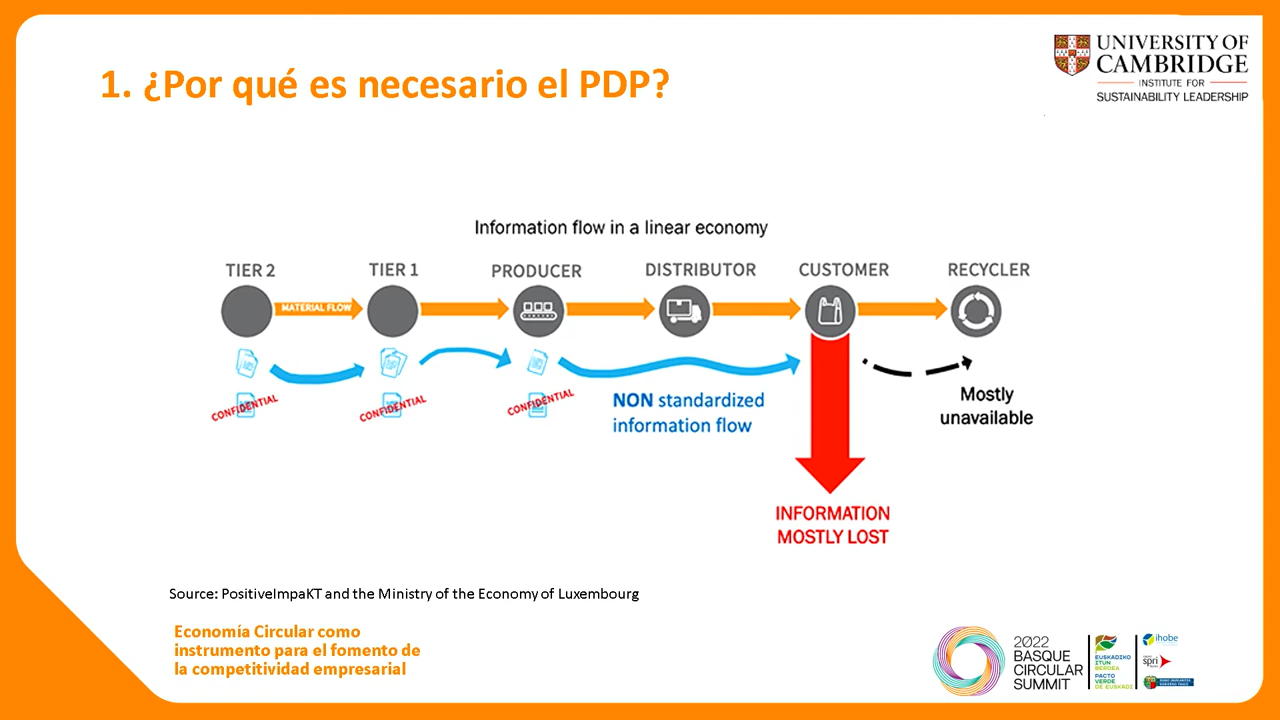 1. ¿Por qué es necesario el PDP?
UNIVERSITY OF
CAMBRIDGE
INSTITUTE FOR
SUSTAINABILITY LEADERSHIP
Information flow in a linear economy
TIER 2
TIER 1
PRODUCER
DISTRIBUTOR
CUSTOMER
RECYCLER
MATERIAL FLOW
CONFIDENTIAL
CONFIDENTIAL
CONFIDENTIAL
NON standardized
information flow
Mostly
unavailable
INFORMATION
MOSTLY LOST
Source: PositiveImpaKT and the Ministry of the Economy of Luxembourg
Economía Circular como
instrumento para el fomento de
la competitividad empresarial
2022
BASQUE
CIRCULAR
SUMMIT
EUSKADIKO
ITUN
BERDEA
PACTO
VERDE
DE EUSKADI
ihobe
spri